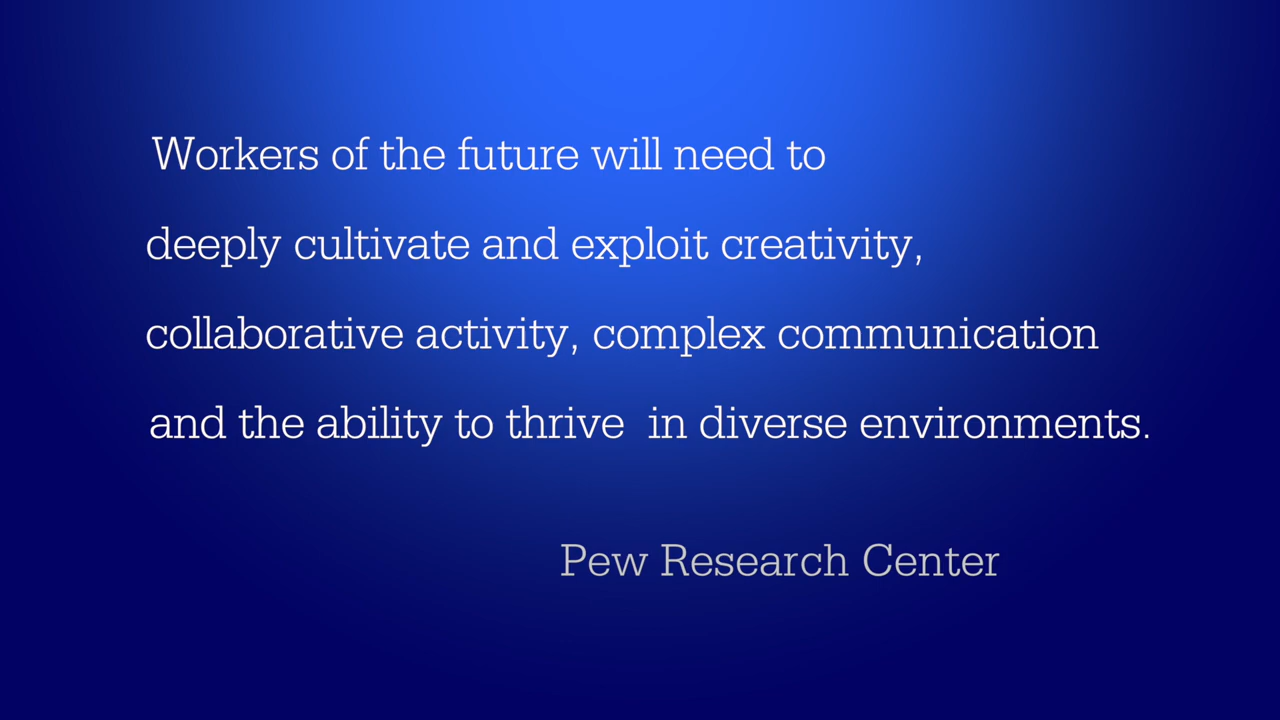 Workers of the future will need to
deeply cultivate and exploit creativity,
collaborative activity, complex communication
and the ability to thrive  in diverse environments.
Pew Research Center